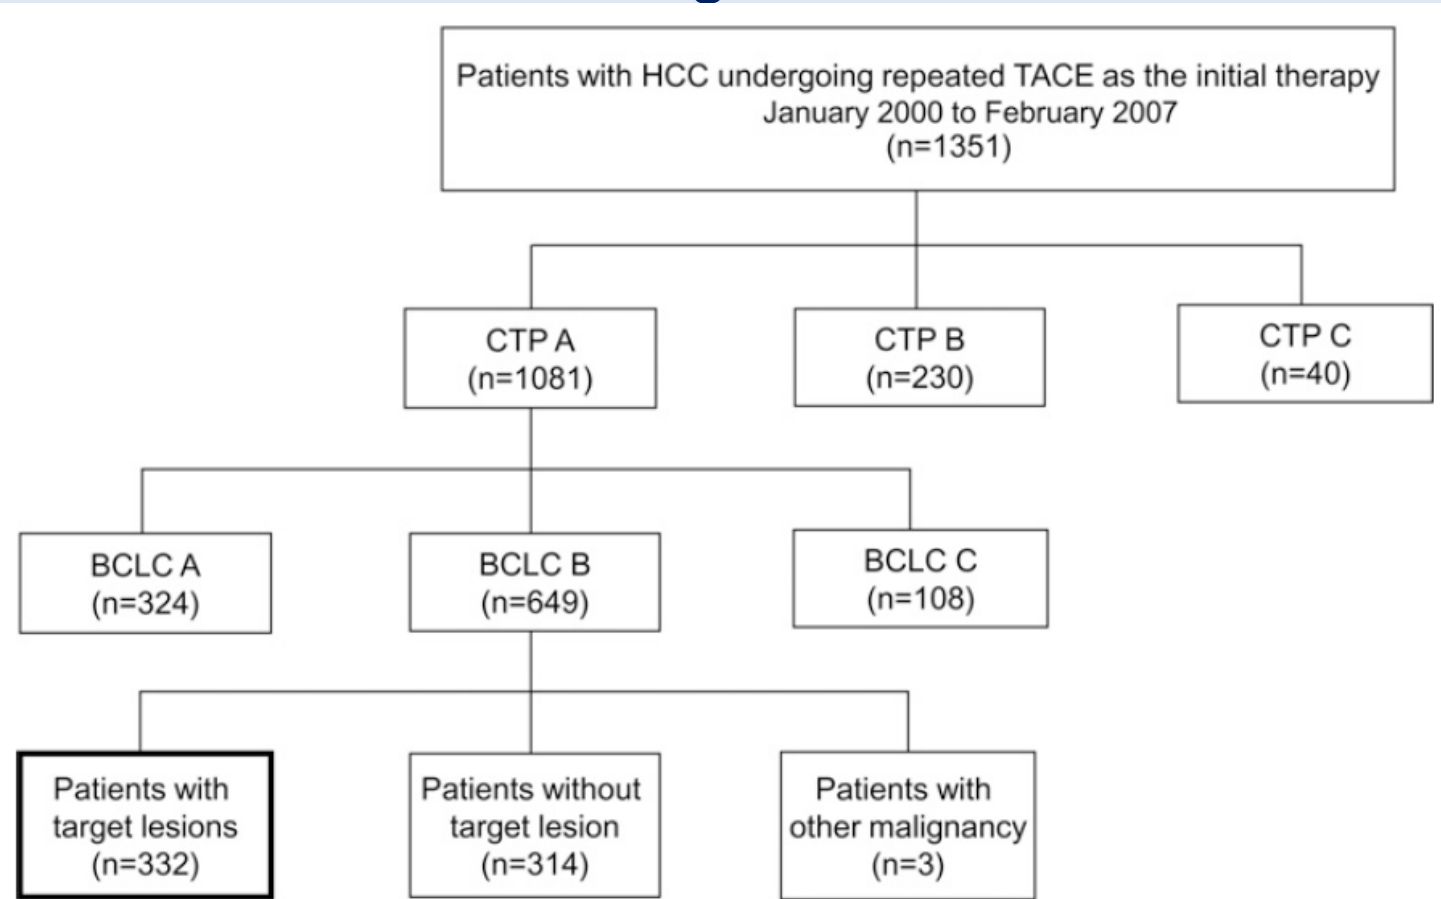 Patients with HCC undergoing repeated TACE as the initial therapy
January 2000 to February 2007
(n=1351)
CTP A
(n=1081)
CTP B
(n=230)
CTP C
(n=40)
BCLC A
(n=324)
BCLC B
(n=649)
BCLC C
(n=108)
Patients with
target lesions
(n=332)
Patients without
target lesion
(n=314)
Patients with
other malignancy
(n=3)